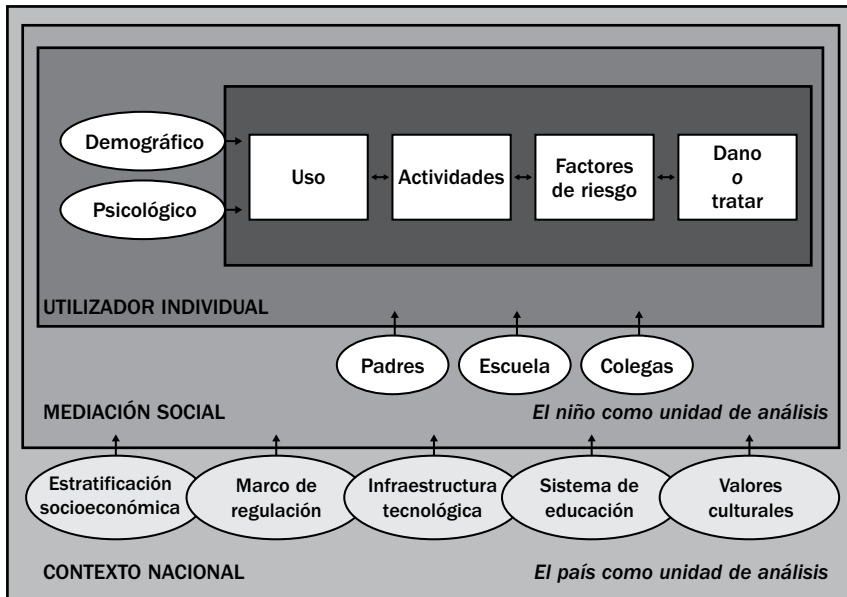 Demográfico
Psicológico
Uso
Actividades
Factores
de riesgo
Dano
o
tratar
UTILIZADOR INDIVIDUAL
Padres
Escuela
Colegas
MEDIACIÓN SOCIAL
El niño como unidad de análisis
Estratificación
socioeconómica
Marco de
regulación
Infraestructura
tecnológica
Sistema de
educación
Valores
culturales
CONTEXTO NACIONAL
El país como unidad de análisis